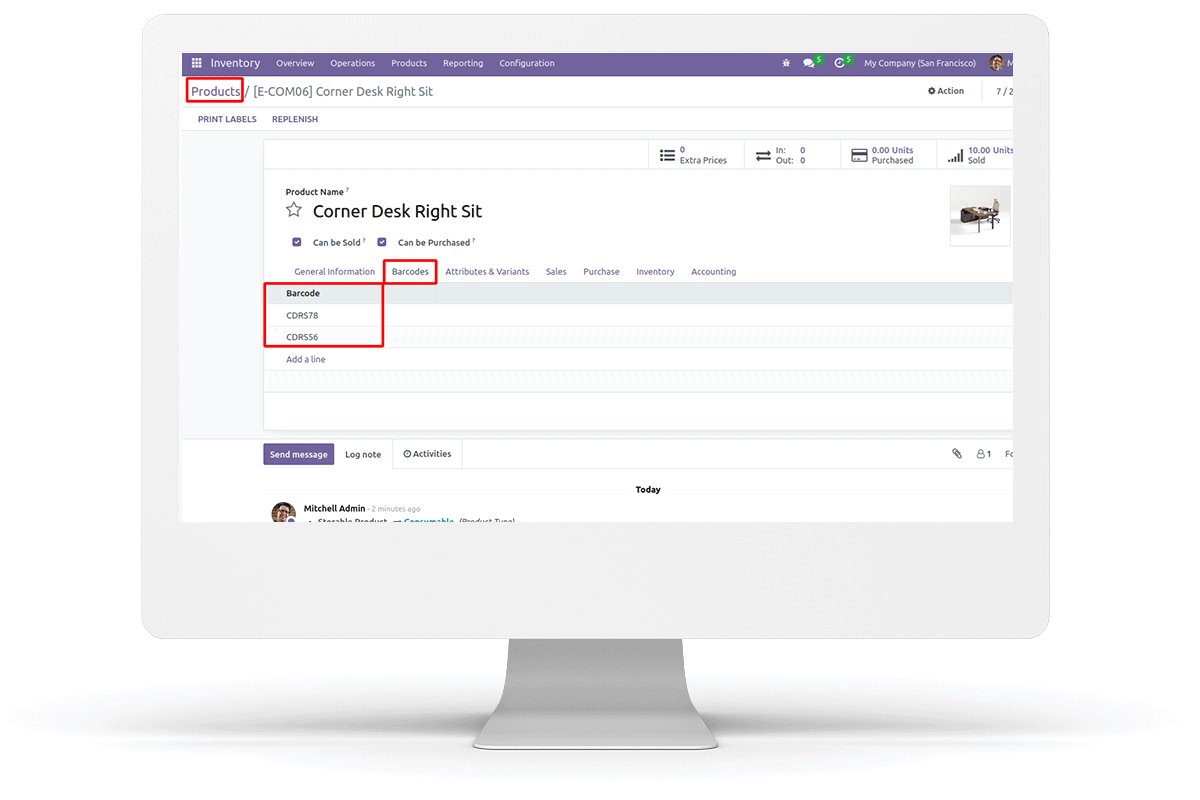 Inventory Overview Operations Products Reporting Configuration 5 5 My Company (San Francisco) M
Products / [E-COM06] Corner Desk Right Sit Action 7 / 2
PRINT LABELS REPLENISH
0 Extra Prices
In: 0
Out: 0
0.00 Units Purchased
10.00 Units Sold
Product Name ?
Corner Desk Right Sit
Can be Sold ? Can be Purchased ?
General Information Barcodes Attributes & Variants Sales Purchase Inventory Accounting
Barcode
CDRS78
CDRS56
Add a line
Send message Log note Activities 1 Fo
Today
Mitchell Admin - 2 minutes ago
• Storable Product → Consumable (Product Type)